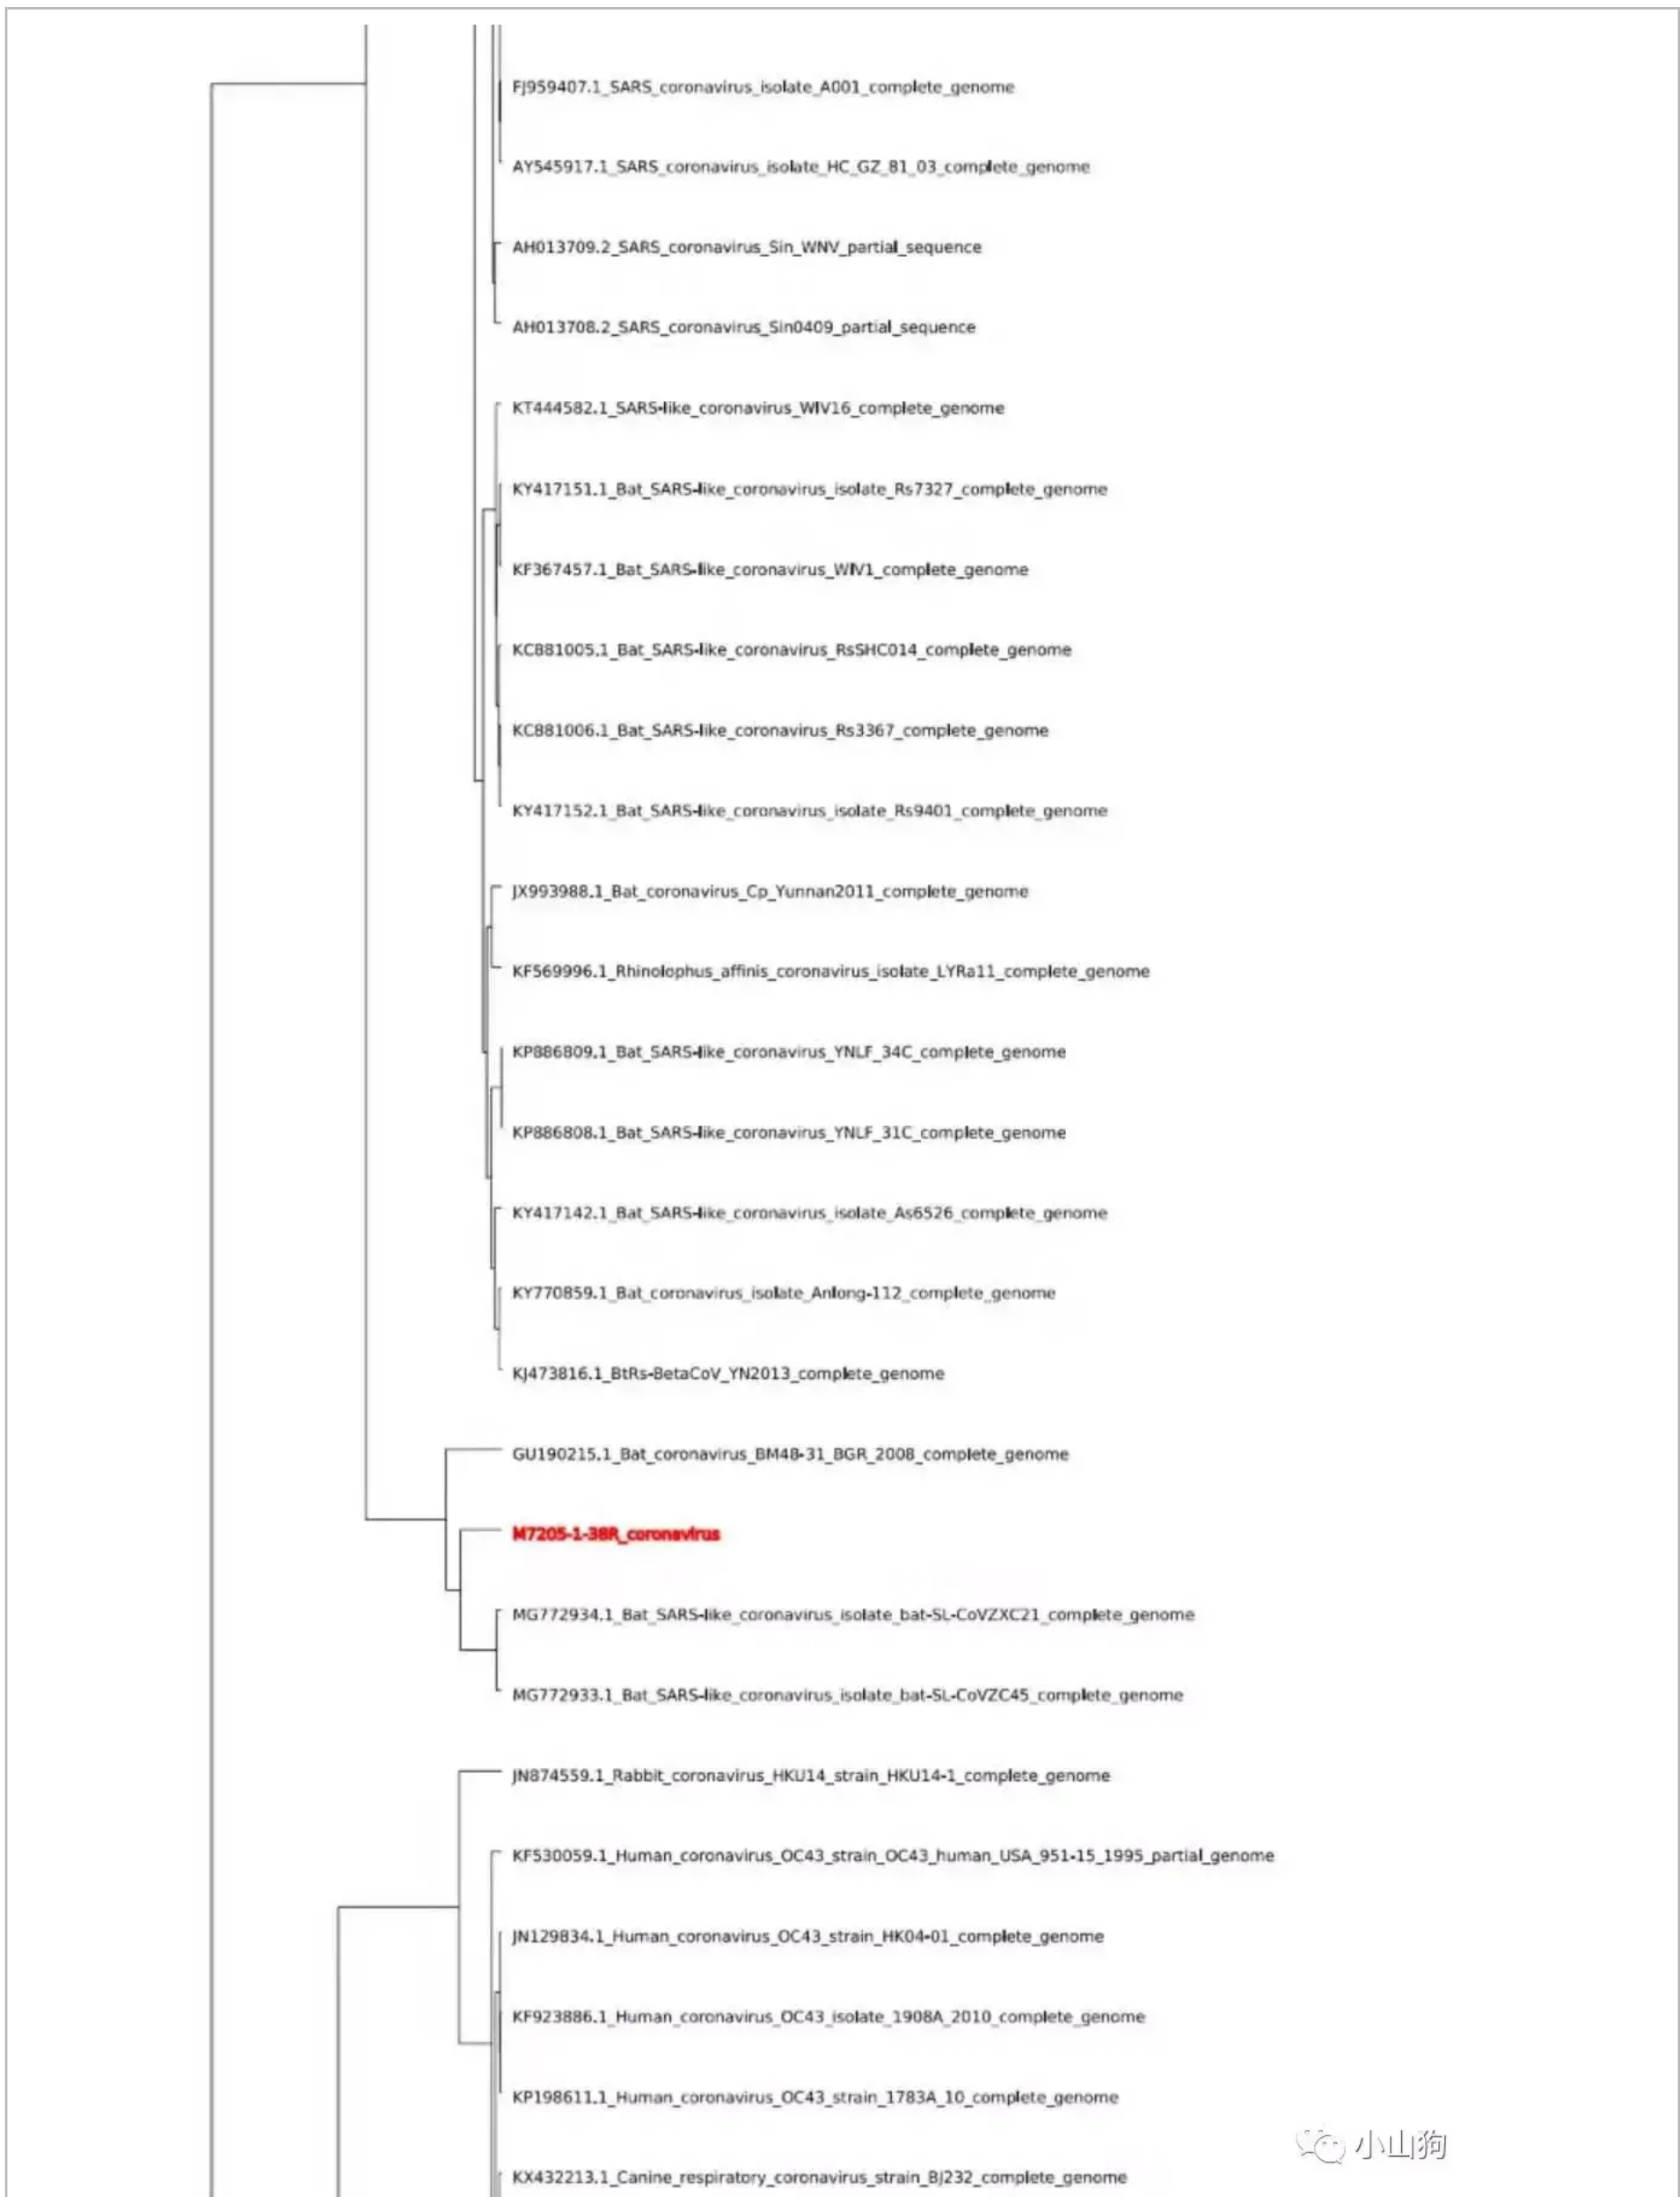 FJ959407.1_SARS_coronavirus_isolate_A001_complete_genome
AY545917.1_SARS_coronavirus_isolate_HC_GZ_81_03_complete_genome
AH013709.2_SARS_coronavirus_Sin_WNV_partial_sequence
AH013708.2_SARS_coronavirus_Sin0409_partial_sequence
KT444582.1_SARS-like_coronavirus_WIV16_complete_genome
KY417151.1_Bat_SARS-like_coronavirus_isolate_Rs7327_complete_genome
KF367457.1_Bat_SARS-like_coronavirus_WIV1_complete_genome
KC881005.1_Bat_SARS-like_coronavirus_RsSHC014_complete_genome
KC881006.1_Bat_SARS-like_coronavirus_Rs3367_complete_genome
KY417152.1_Bat_SARS-like_coronavirus_isolate_Rs9401_complete_genome
JX993988.1_Bat_coronavirus_Cp_Yunnan2011_complete_genome
KF569996.1_Rhinolophus_affinis_coronavirus_isolate_LYRa11_complete_genome
KP886809.1_Bat_SARS-like_coronavirus_YNLF_34C_complete_genome
KP886808.1_Bat_SARS-like_coronavirus_YNLF_31C_complete_genome
KY417142.1_Bat_SARS-like_coronavirus_isolate_As6526_complete_genome
KY770859.1_Bat_coronavirus_isolate_Anlong-112_complete_genome
KJ473816.1_BtRs-BetaCoV_YN2013_complete_genome
GU190215.1_Bat_coronavirus_BM48-31_BGR_2008_complete_genome
M7205-1-38R_coronavirus
MG772934.1_Bat_SARS-like_coronavirus_isolate_bat-SL-CoVZXC21_complete_genome
MG772933.1_Bat_SARS-like_coronavirus_isolate_bat-SL-CoVZC45_complete_genome
JN874559.1_Rabbit_coronavirus_HKU14_strain_HKU14-1_complete_genome
KF530059.1_Human_coronavirus_OC43_strain_OC43_human_USA_951-15_1995_partial_genome
JN129834.1_Human_coronavirus_OC43_strain_HK04-01_complete_genome
KF923886.1_Human_coronavirus_OC43_isolate_1908A_2010_complete_genome
KP198611.1_Human_coronavirus_OC43_strain_1783A_10_complete_genome
小山狗
KX432213.1_Canine_respiratory_coronavirus_strain_BJ232_complete_genome